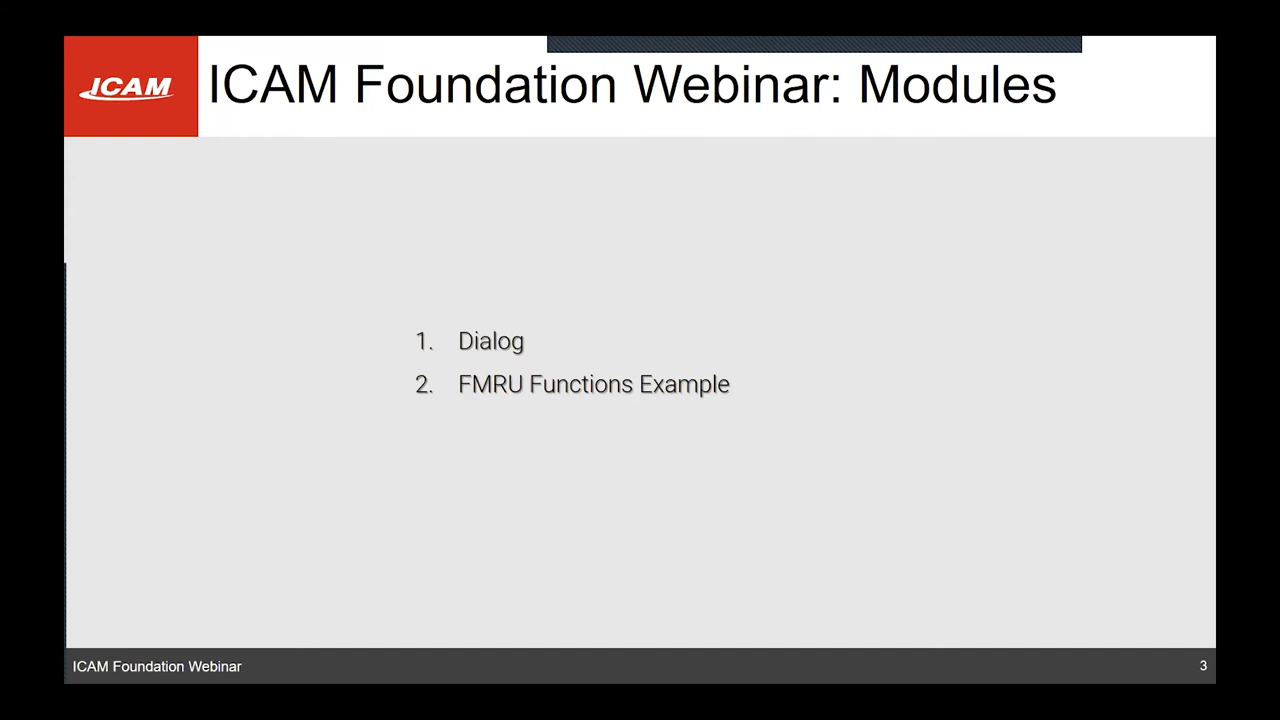 ICAM
ICAM Foundation Webinar: Modules
1. Dialog
2. FMRU Functions Example
ICAM Foundation Webinar
3